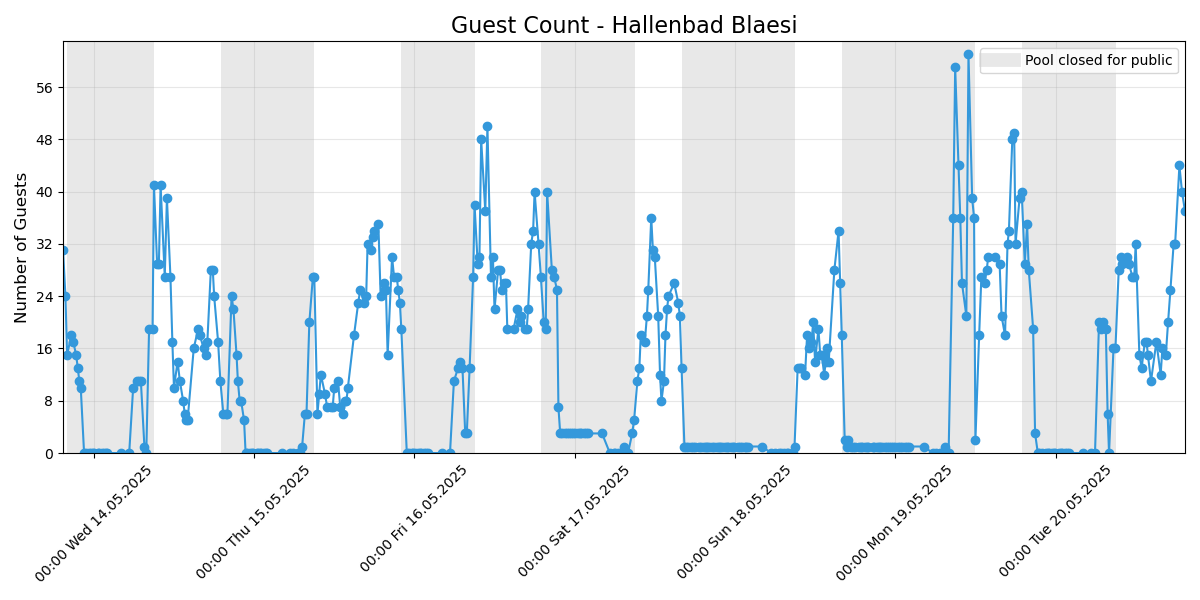 Guest Count - Hallenbad Blaesi
Pool closed for public
Number of Guests
56
48
40
32
24
16
8
0
00:00 Wed 14.05.2025
00:00 Thu 15.05.2025
00:00 Fri 16.05.2025
00:00 Sat 17.05.2025
00:00 Sun 18.05.2025
00:00 Mon 19.05.2025
00:00 Tue 20.05.2025